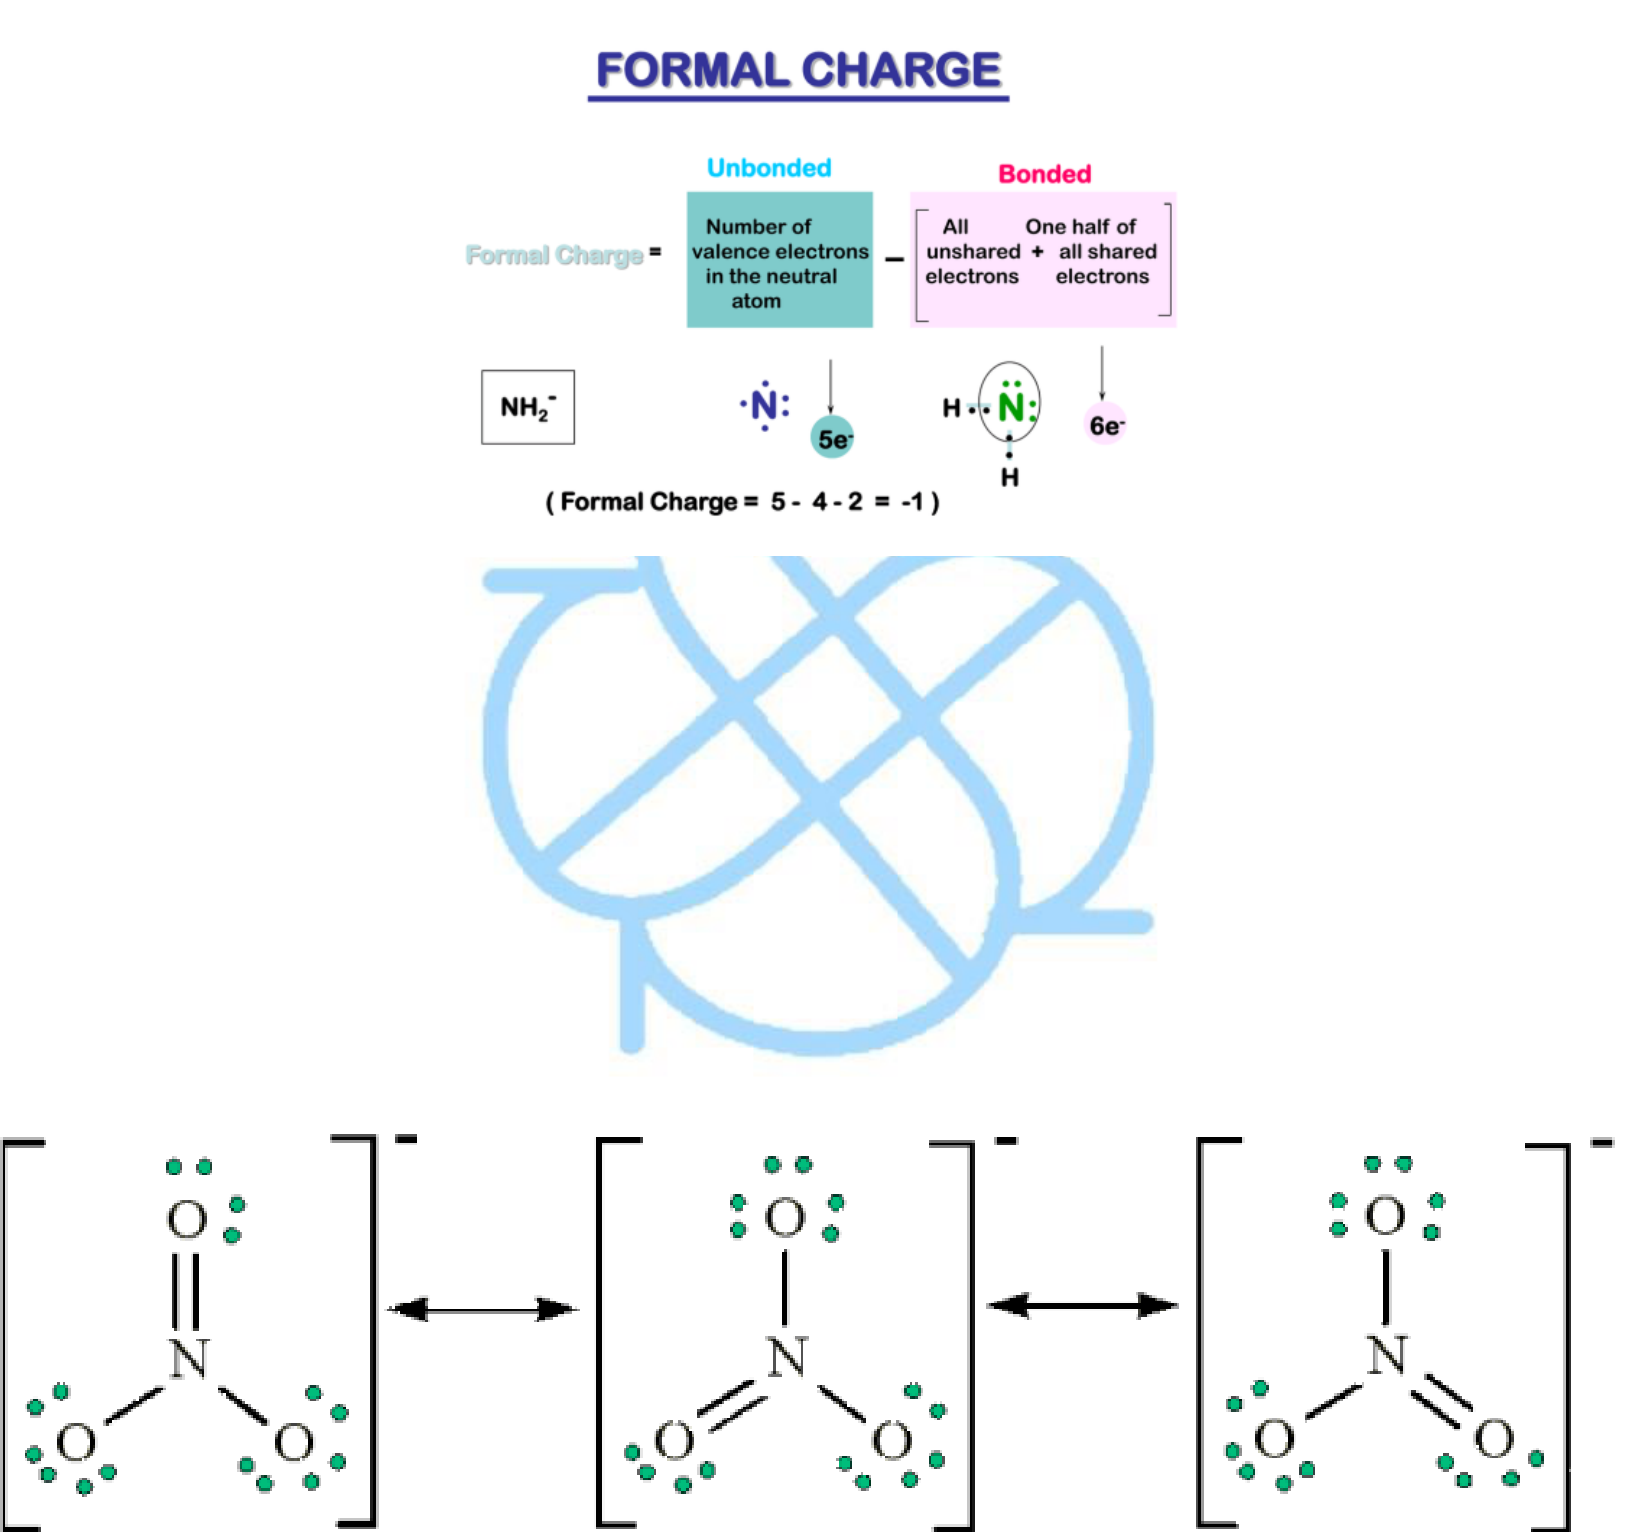 FORMAL CHARGE
Unbonded
Bonded
Formal Charge =
Number of
valence electrons
in the neutral
atom
–
All One half of
unshared + all shared
electrons electrons
NH2-
·N:
5e-
H··N:
6e-
H
( Formal Charge = 5 - 4 - 2 = -1 )
- - -
O O O
N N N
O O O O O O